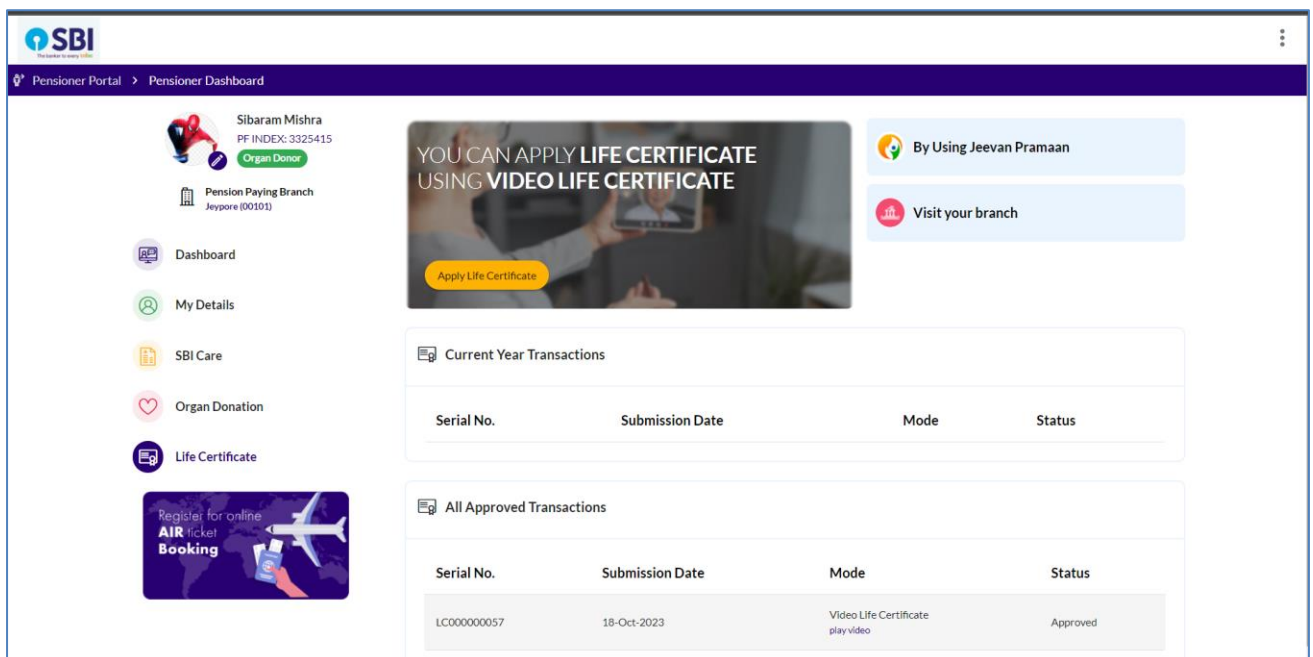 SBI
The banker to every Indian
Pensioner Portal > Pensioner Dashboard
Sibaram Mishra
PF INDEX: 3325415
Organ Donor
Pension Paying Branch
Jeypore (00101)
Dashboard
My Details
SBI Care
Organ Donation
Life Certificate
Register for online
AIR ticket
Booking
YOU CAN APPLY LIFE CERTIFICATE
USING VIDEO LIFE CERTIFICATE
Apply Life Certificate
By Using Jeevan Pramaan
Visit your branch
Current Year Transactions
Serial No. Submission Date Mode Status
All Approved Transactions
Serial No. Submission Date Mode Status
LC000000057 18-Oct-2023 Video Life Certificate Approved
play video